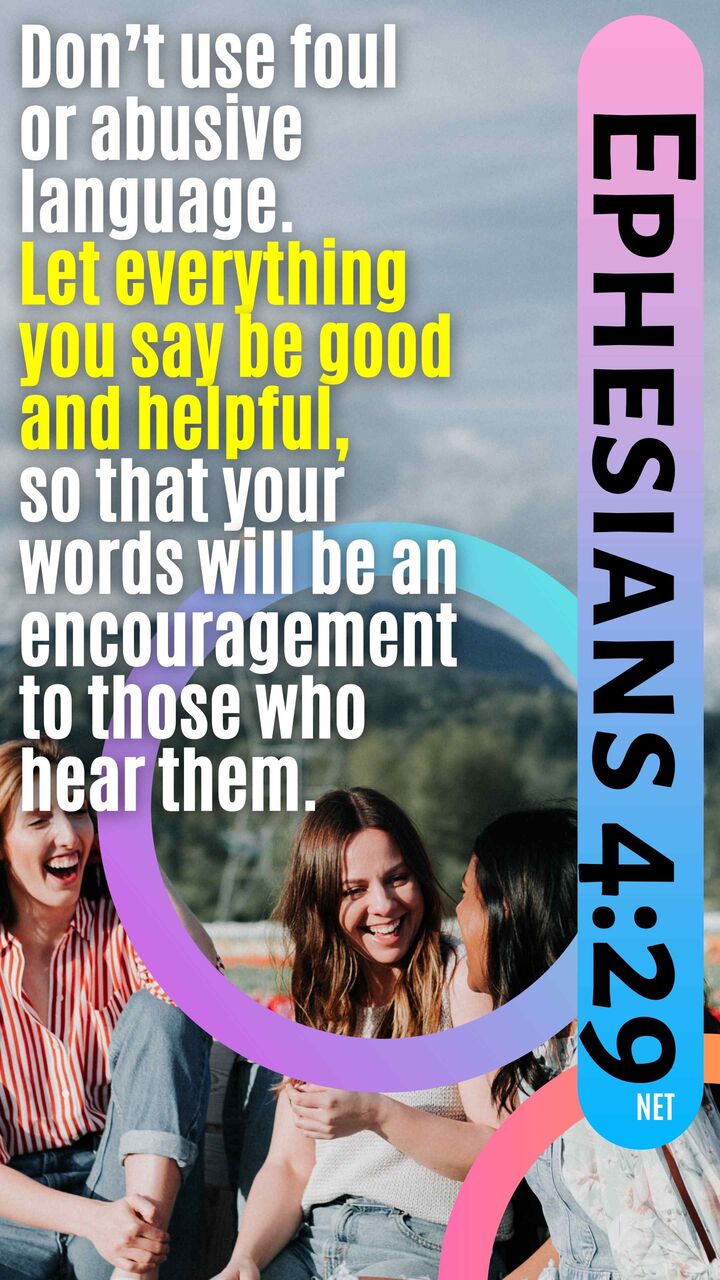 Don’t use foul
or abusive
language.
Let everything
you say be good
and helpful,
so that your
words will be an
encouragement
to those who
hear them.
EPHESIANS 4:29
NET